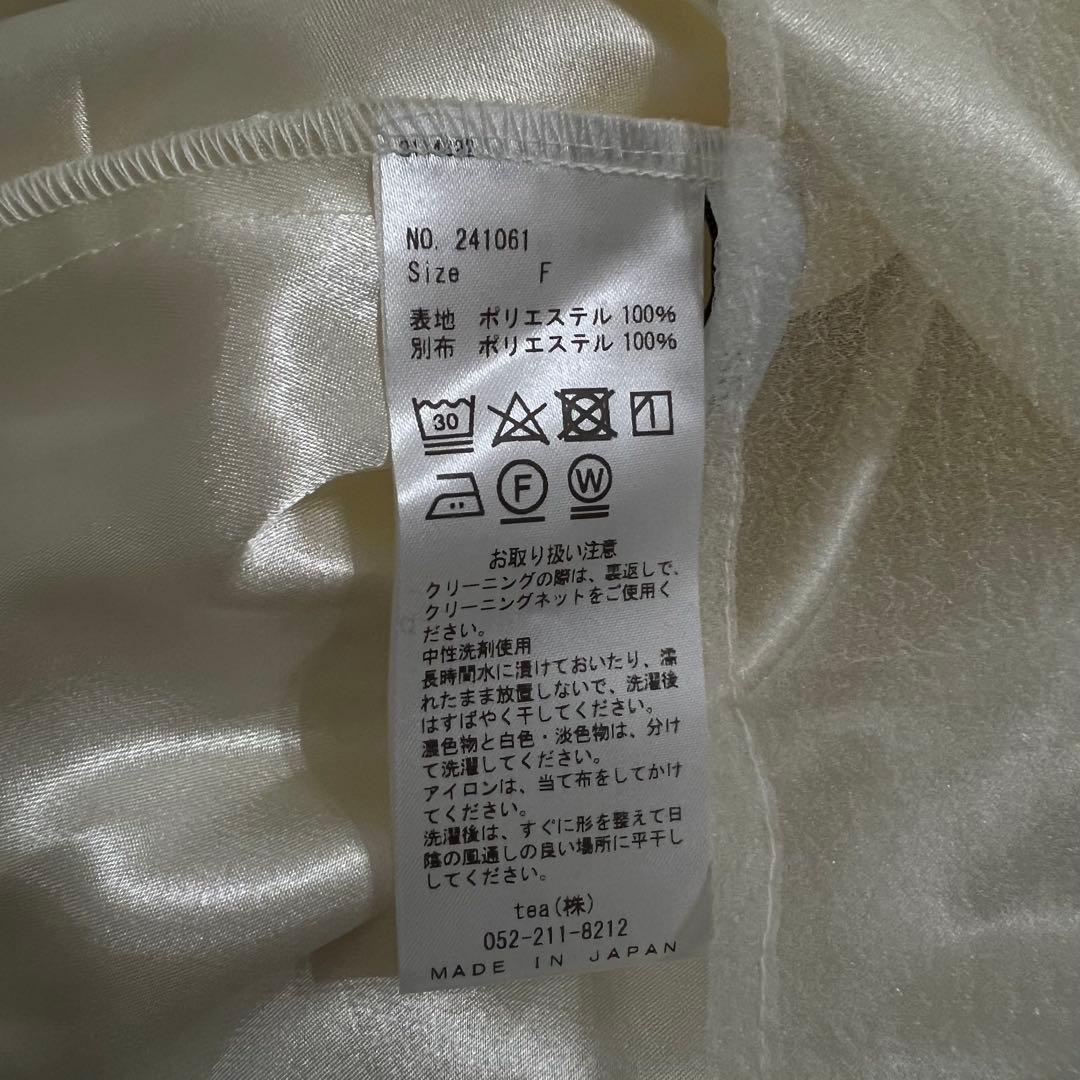 NO. 241061
Size F
表地 ポリエステル 100%
別布 ポリエステル 100%
30
F W
お取り扱い注意
クリーニングの際は、裏返しで、
クリーニングネットをご使用く
ださい。
中性洗剤使用
長時間水に漬けておいたり、濡
れたまま放置しないで、洗濯後
はすばやく干してください。
濃色物と白色・淡色物は、分け
て洗濯してください。
アイロンは、当て布をしてかけ
てください。
洗濯後は、すぐに形を整えて日
陰の風通しの良い場所に平干し
してください。
tea(株)
052-211-8212
MADE IN JAPAN